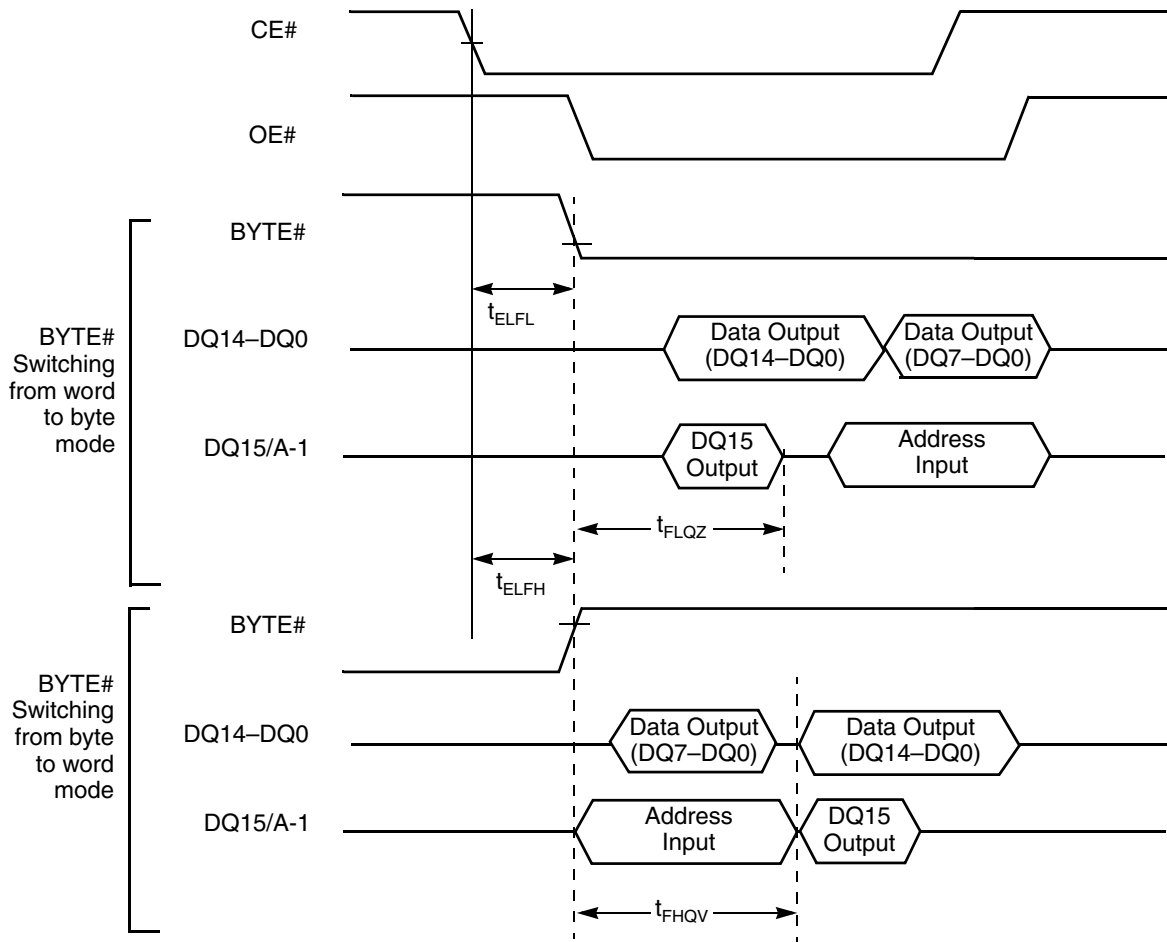 CE#
OE#
BYTE#
tELFL
BYTE#
Switching
from word
to byte
mode
DQ14–DQ0
Data Output
(DQ14–DQ0)
Data Output
(DQ7–DQ0)
DQ15/A-1
DQ15
Output
Address
Input
tFLQZ
tELFH
BYTE#
BYTE#
Switching
from byte
to word
mode
DQ14–DQ0
Data Output
(DQ7–DQ0)
Data Output
(DQ14–DQ0)
DQ15/A-1
Address
Input
DQ15
Output
tFHQV